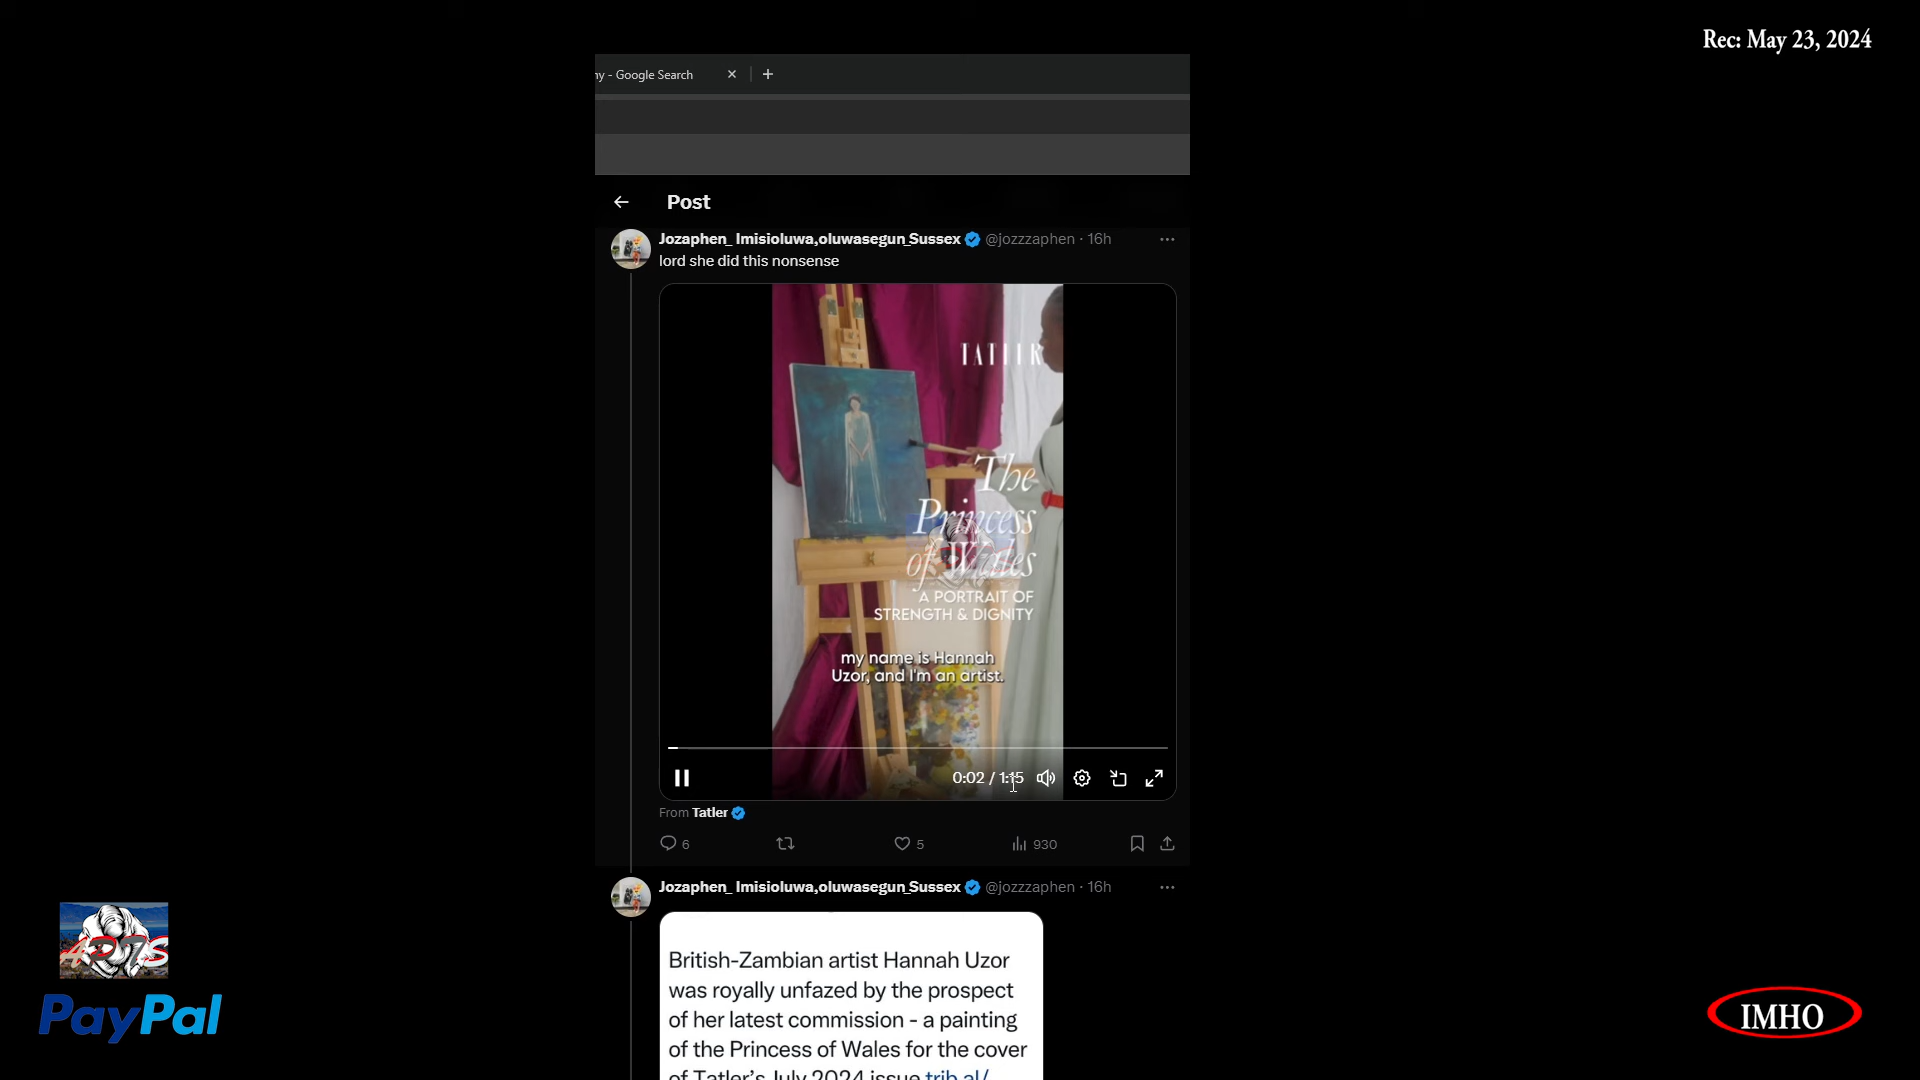 Rec: May 23, 2024
ny - Google Search
Post
Jozaphen_ Imisioluwa,oluwasegun_Sussex @jozzzaphen · 16h
lord she did this nonsense
TATLER
The
Princess
of Wales
A PORTRAIT OF
STRENGTH & DIGNITY
my name is Hannah
Uzor, and I'm an artist.
0:02 / 1:15
From Tatler
6 5 930
Jozaphen_ Imisioluwa,oluwasegun_Sussex @jozzzaphen · 16h
British-Zambian artist Hannah Uzor
was royally unfazed by the prospect
of her latest commission - a painting
of the Princess of Wales for the cover
of Tatler's July 2024 issue trib.al/
PayPal
IMHO